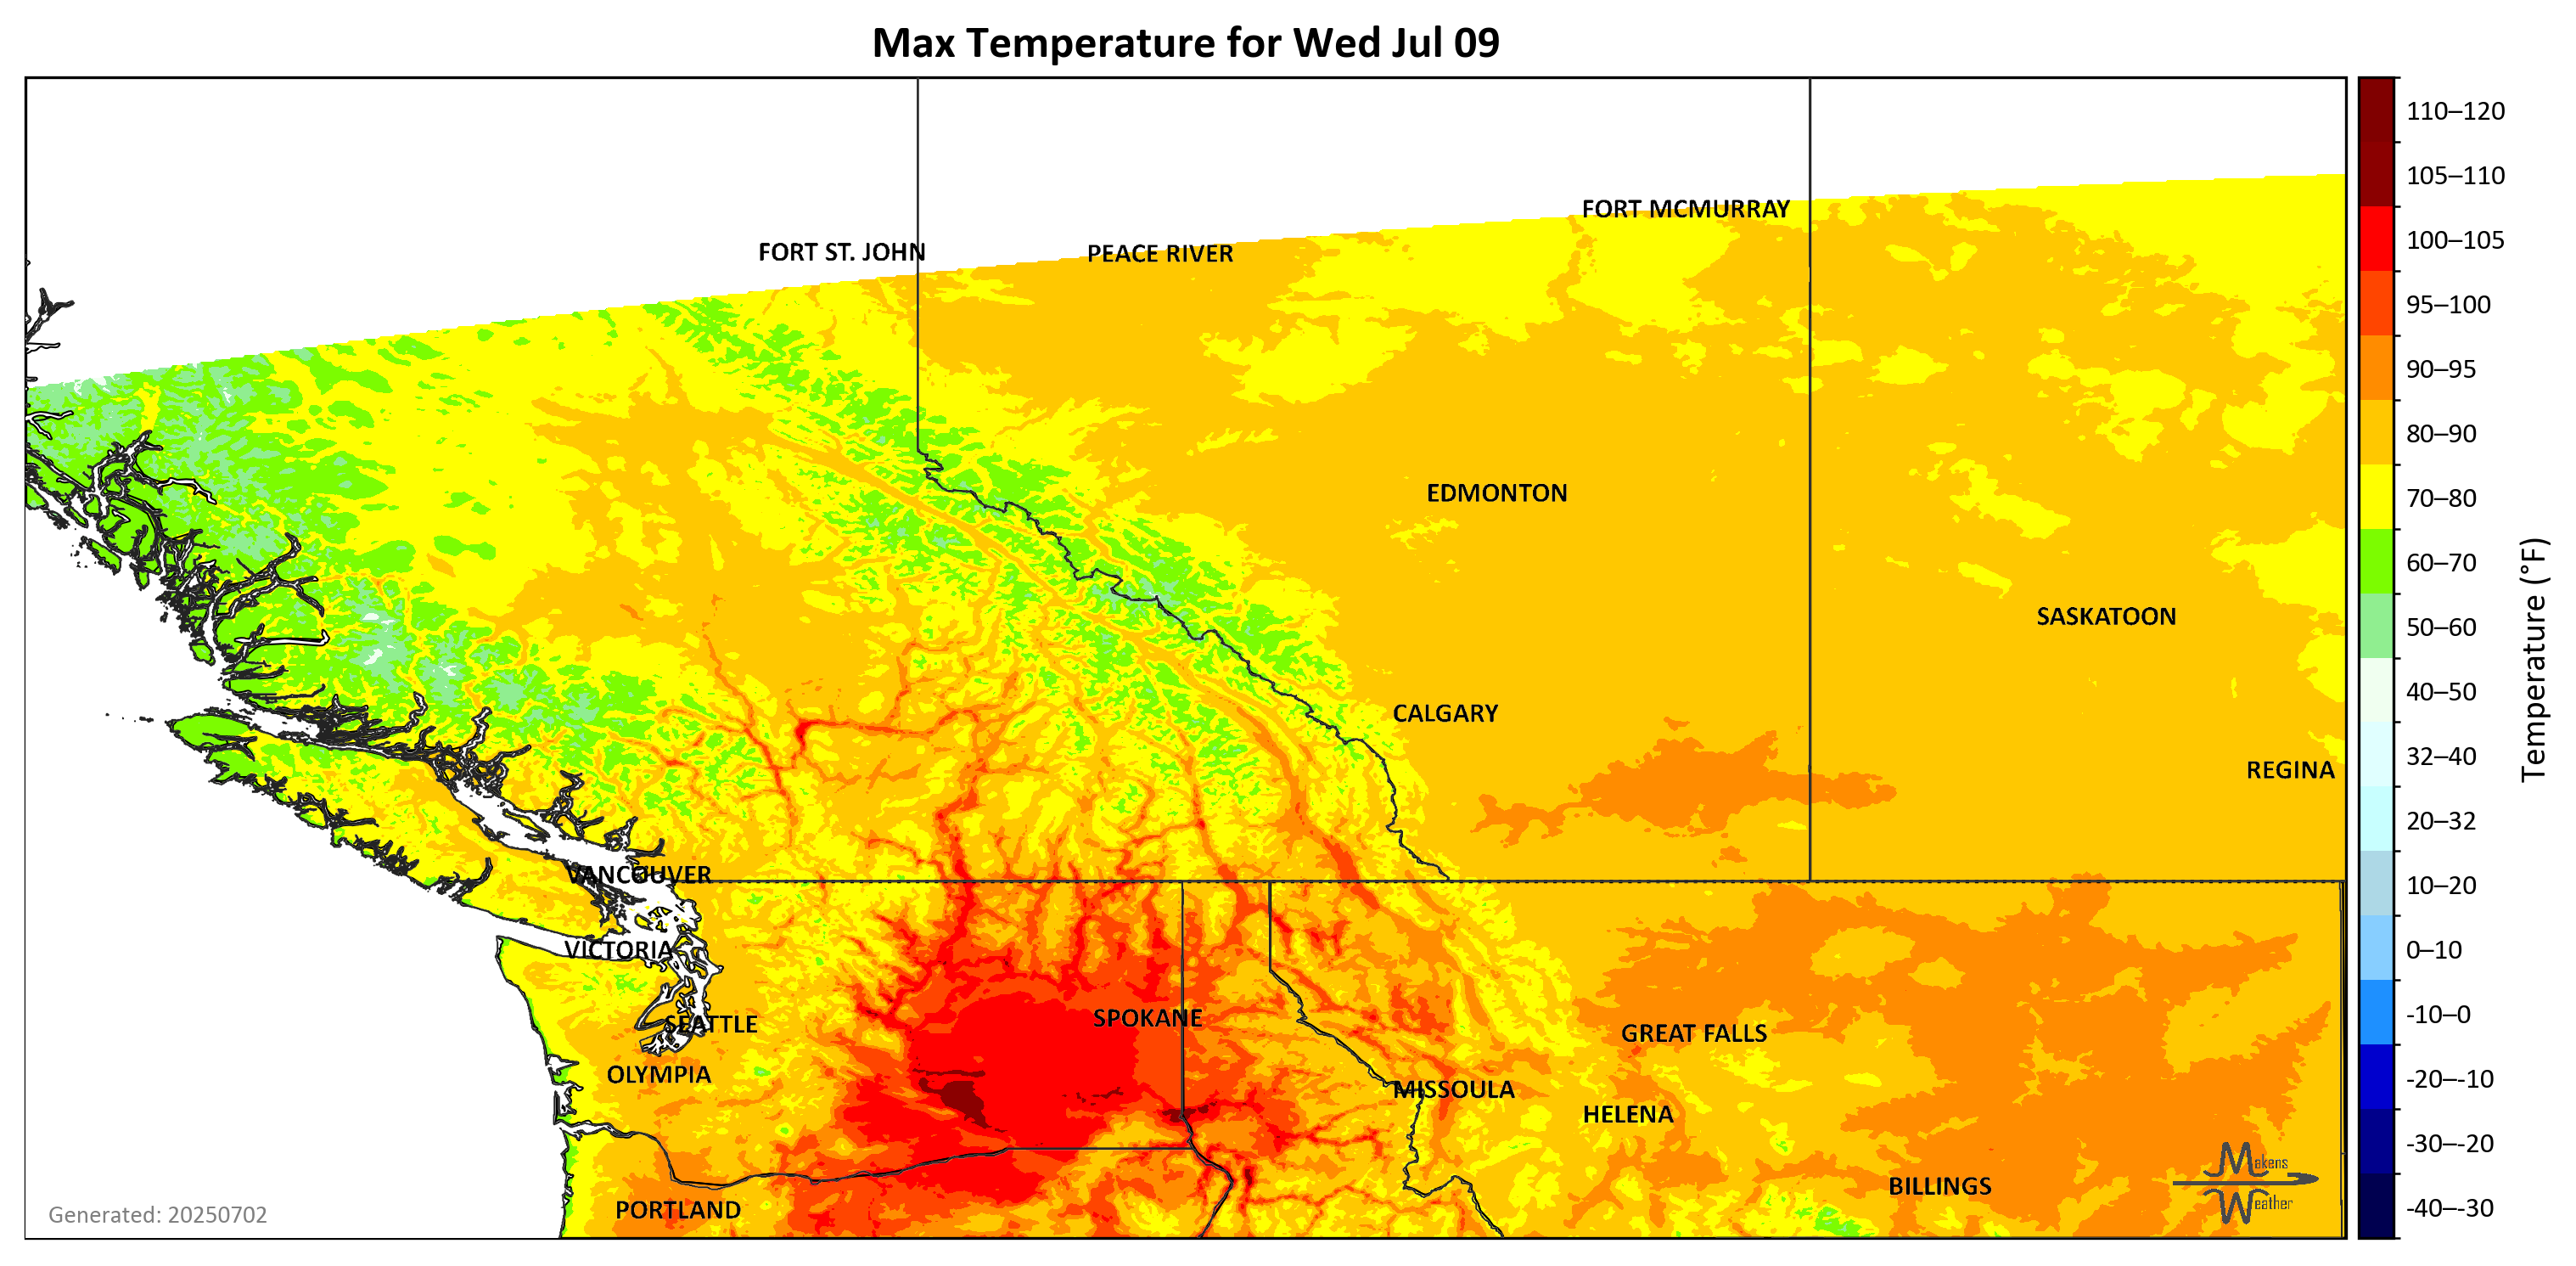 Max Temperature for Wed Jul 09
FORT MCMURRAY
FORT ST. JOHN
PEACE RIVER
EDMONTON
SASKATOON
CALGARY
REGINA
VANCOUVER
VICTORIA
SPOKANE
SEATTLE
GREAT FALLS
OLYMPIA
MISSOULA
HELENA
BILLINGS
PORTLAND
Makens
Weather
Generated: 20250702
110–120
105–110
100–105
95–100
90–95
80–90
70–80
60–70
50–60
40–50
32–40
20–32
10–20
0–10
-10–0
-20–-10
-30–-20
-40–-30
Temperature (°F)